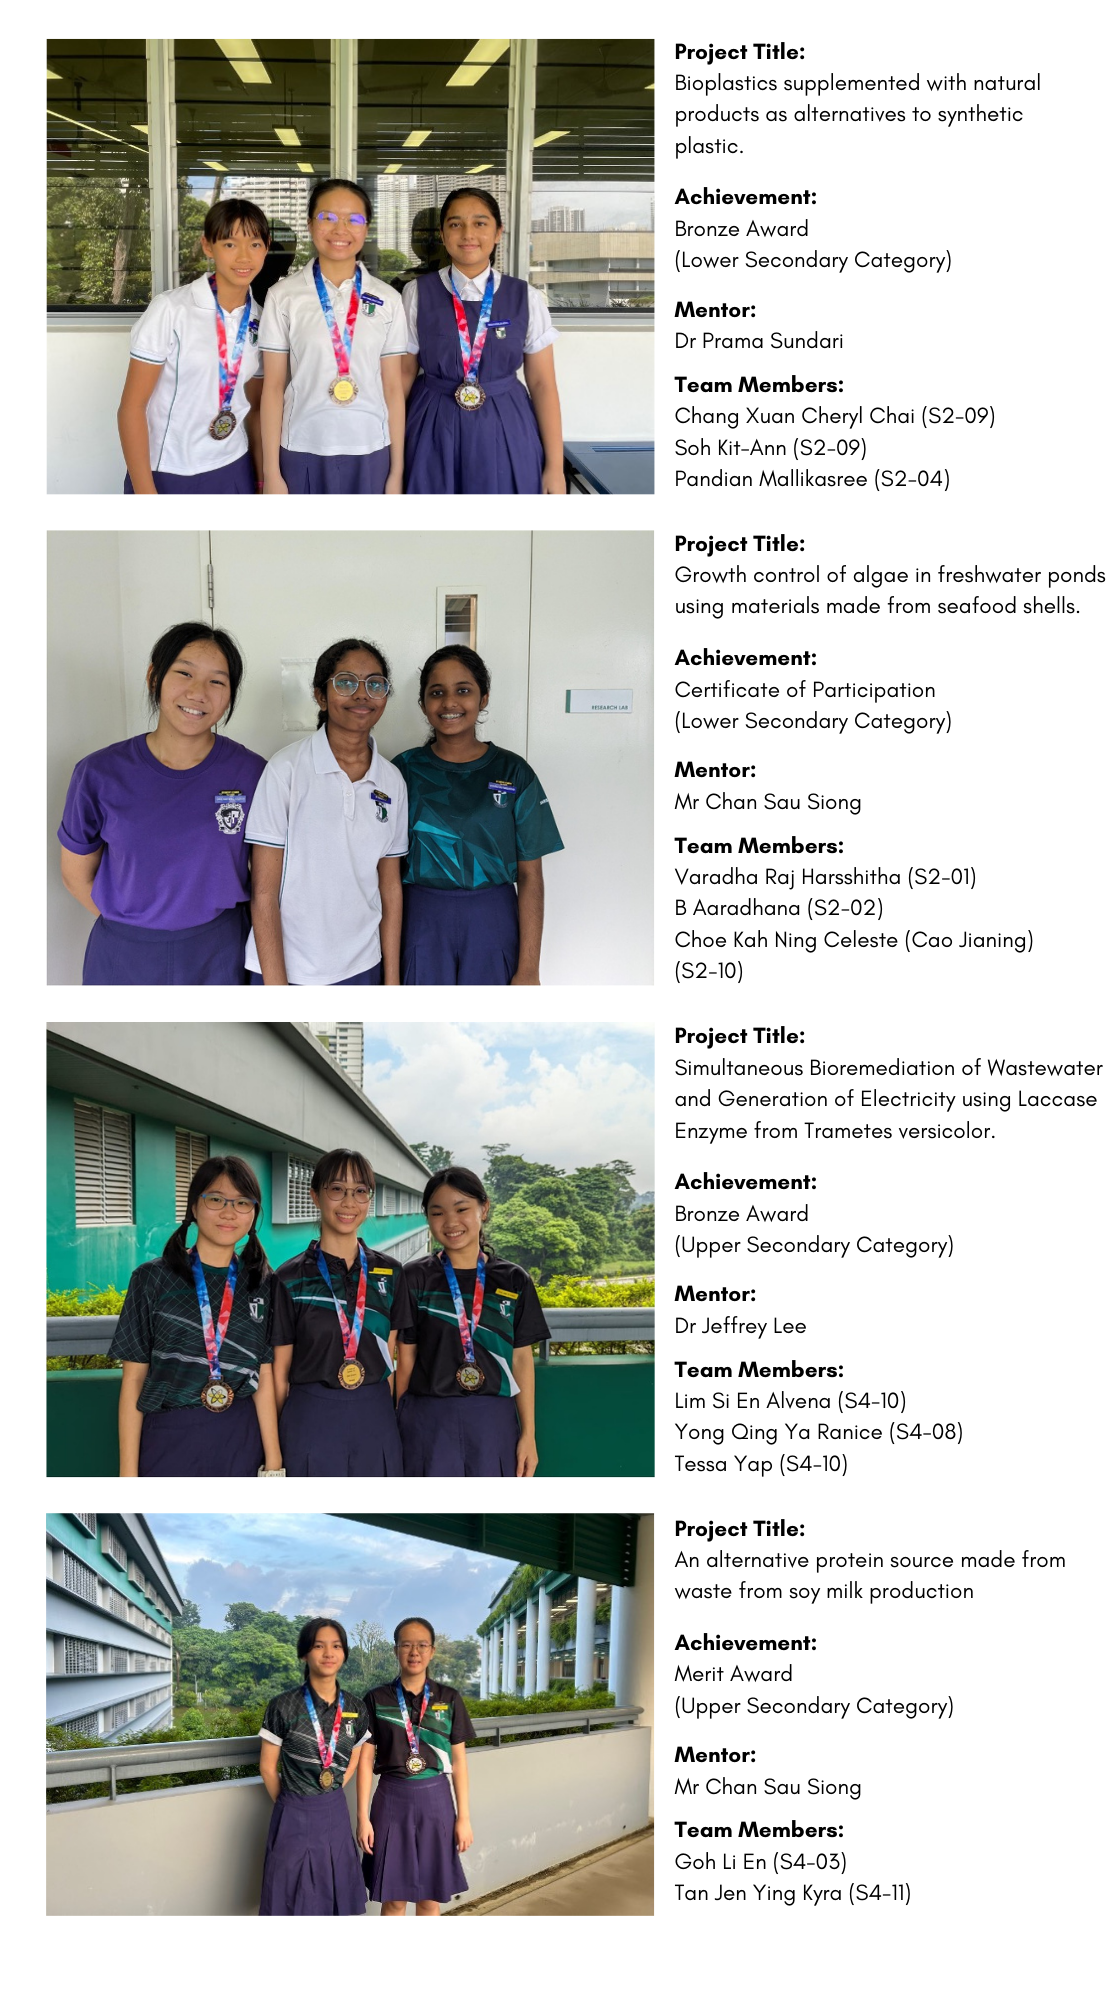 Project Title:
Bioplastics supplemented with natural
products as alternatives to synthetic
plastic.
Achievement:
Bronze Award
(Lower Secondary Category)
Mentor:
Dr Prama Sundari
Team Members:
Chang Xuan Cheryl Chai (S2-09)
Soh Kit-Ann (S2-09)
Pandian Mallikasree (S2-04)
RESEARCH LAB
Project Title:
Growth control of algae in freshwater ponds
using materials made from seafood shells.
Achievement:
Certificate of Participation
(Lower Secondary Category)
Mentor:
Mr Chan Sau Siong
Team Members:
Varadha Raj Harsshitha (S2-01)
B Aaradhana (S2-02)
Choe Kah Ning Celeste (Cao Jianing)
(S2-10)
Project Title:
Simultaneous Bioremediation of Wastewater
and Generation of Electricity using Laccase
Enzyme from Trametes versicolor.
Achievement:
Bronze Award
(Upper Secondary Category)
Mentor:
Dr Jeffrey Lee
Team Members:
Lim Si En Alvena (S4-10)
Yong Qing Ya Ranice (S4-08)
Tessa Yap (S4-10)
Project Title:
An alternative protein source made from
waste from soy milk production
Achievement:
Merit Award
(Upper Secondary Category)
Mentor:
Mr Chan Sau Siong
Team Members:
Goh Li En (S4-03)
Tan Jen Ying Kyra (S4-11)